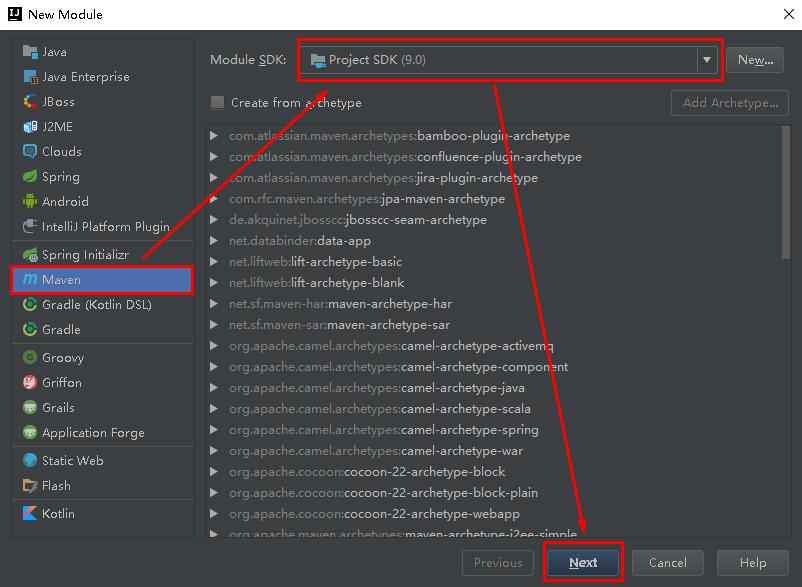 New Module
Java
Java Enterprise
JBoss
J2ME
Clouds
Spring
Android
IntelliJ Platform Plugin
Spring Initializr
Maven
Gradle (Kotlin DSL)
Gradle
Groovy
Griffon
Grails
Application Forge
Static Web
Flash
Kotlin
Module SDK: Project SDK (9.0) New...
Create from archetype Add Archetype...
com.atlassian.maven.archetypes:bamboo-plugin-archetype
com.atlassian.maven.archetypes:confluence-plugin-archetype
com.atlassian.maven.archetypes:jira-plugin-archetype
com.rfc.maven.archetypes:jpa-maven-archetype
de.akquinet.jbosscc:jbosscc-seam-archetype
net.databinder:data-app
net.liftweb:lift-archetype-basic
net.liftweb:lift-archetype-blank
net.sf.maven-har:maven-archetype-har
net.sf.maven-sar:maven-archetype-sar
org.apache.camel.archetypes:camel-archetype-activemq
org.apache.camel.archetypes:camel-archetype-component
org.apache.camel.archetypes:camel-archetype-java
org.apache.camel.archetypes:camel-archetype-scala
org.apache.camel.archetypes:camel-archetype-spring
org.apache.camel.archetypes:camel-archetype-war
org.apache.cocoon:cocoon-22-archetype-block
org.apache.cocoon:cocoon-22-archetype-block-plain
org.apache.cocoon:cocoon-22-archetype-webapp
org.apache.maven.archetypes:maven-archetype-j2ee-simple
Previous Next Cancel Help